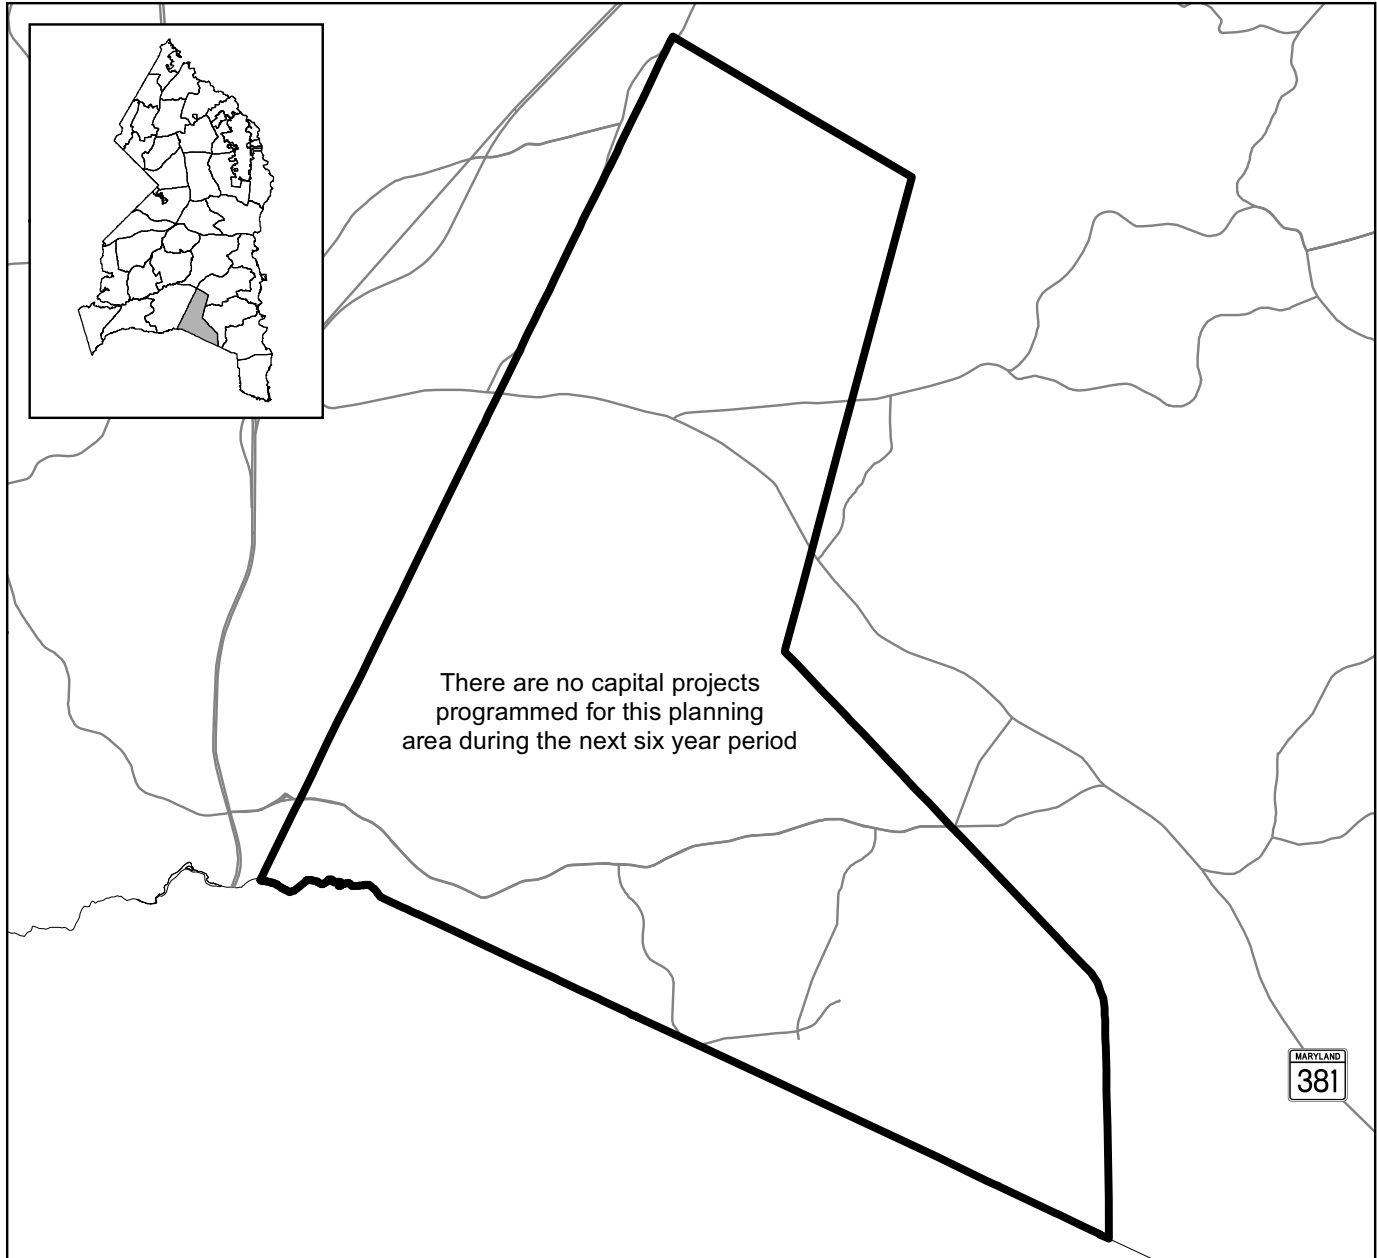 There are no capital projects
programmed for this planning
area during the next six year period
MARYLAND
381